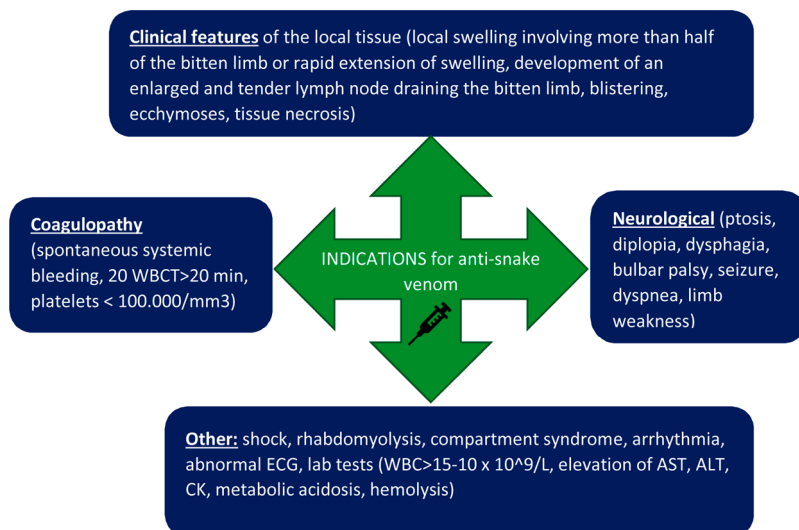 Clinical features of the local tissue (local swelling involving more than half
of the bitten limb or rapid extension of swelling, development of an
enlarged and tender lymph node draining the bitten limb, blistering,
ecchymoses, tissue necrosis)
Coagulopathy
(spontaneous systemic
bleeding, 20 WBCT>20 min,
platelets < 100.000/mm3)
INDICATIONS for anti-snake
venom
Neurological (ptosis,
diplopia, dysphagia,
bulbar palsy, seizure,
dyspnea, limb
weakness)
Other: shock, rhabdomyolysis, compartment syndrome, arrhythmia,
abnormal ECG, lab tests (WBC>15-10 x 10^9/L, elevation of AST, ALT,
CK, metabolic acidosis, hemolysis)